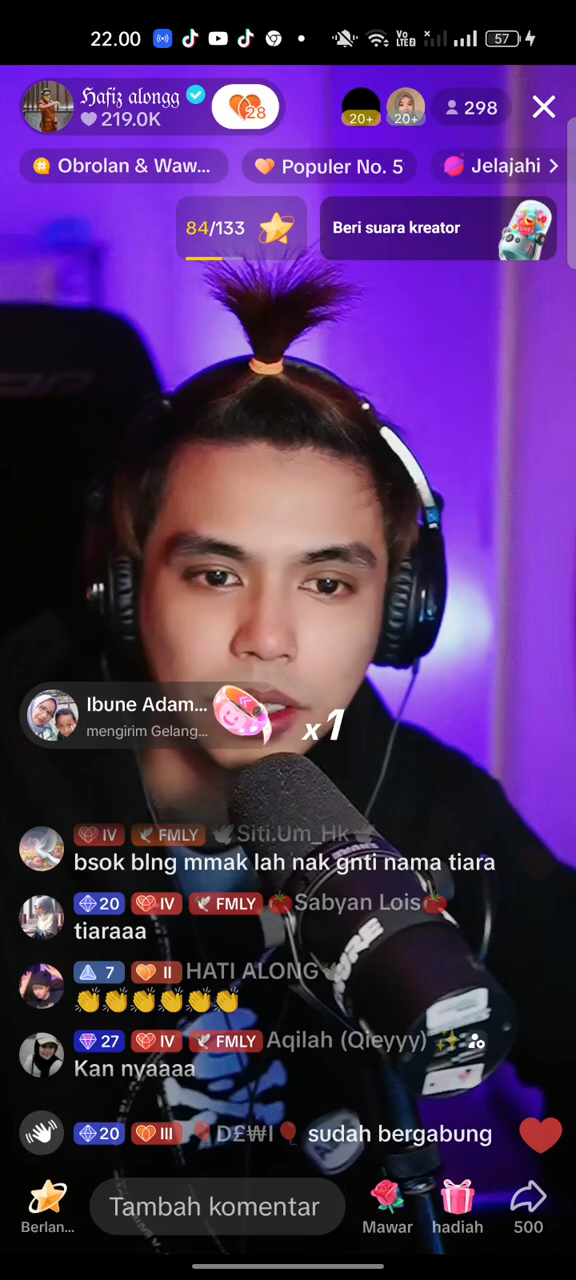 22.00
Vo
LTE2
57
ℌ𝔞𝔣𝔦𝔷 𝔞𝔩𝔬𝔫𝔤𝔤
219.0K
28
20+
20+
298
Obrolan & Waw...
Populer No. 5
Jelajahi
84/133
Beri suara kreator
LIVE
Ibune Adam...
mengirim Gelang...
x1
IV FMLY 🕊Siti.Um_Hk🕊
bsok blng mmak lah nak gnti nama tiara
20 IV FMLY 🍅Sabyan Lois🍅
tiaraaa
7 II HATI ALONG🕊
👏👏👏👏👏👏
27 IV FMLY Aqilah (Qieyyy) ✨
Kan nyaaaa
20 III 🎈D£₩I🎈 sudah bergabung
Berlan...
Tambah komentar
Mawar
hadiah
500